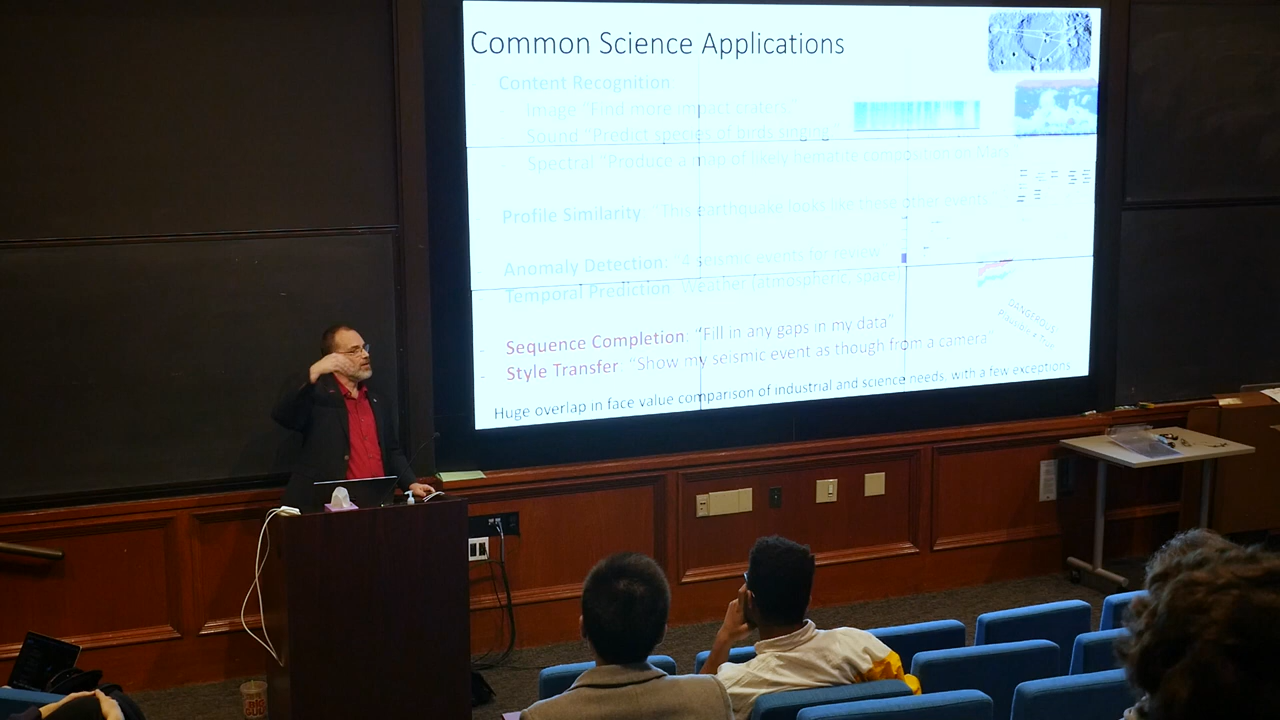 Common Science Applications
Content Recognition
- Image "Find more impact craters"
Sound "Predict species of birds singing
Spectral "Produce a map of likely hematite composition on Mars
- Profile Similarity: "This earthquake looks like these other events
- Anomaly Detection: "4 seismic events for review
- Temporal Prediction Weather (atmospheric, space)
- Sequence Completion: "Fill in any gaps in my data"
- Style Transfer "Show my seismic event as though from a camera"
DANGEROUS!
Plausible ≠ True
Huge overlap in face value comparison of industrial and science needs, with a few exceptions